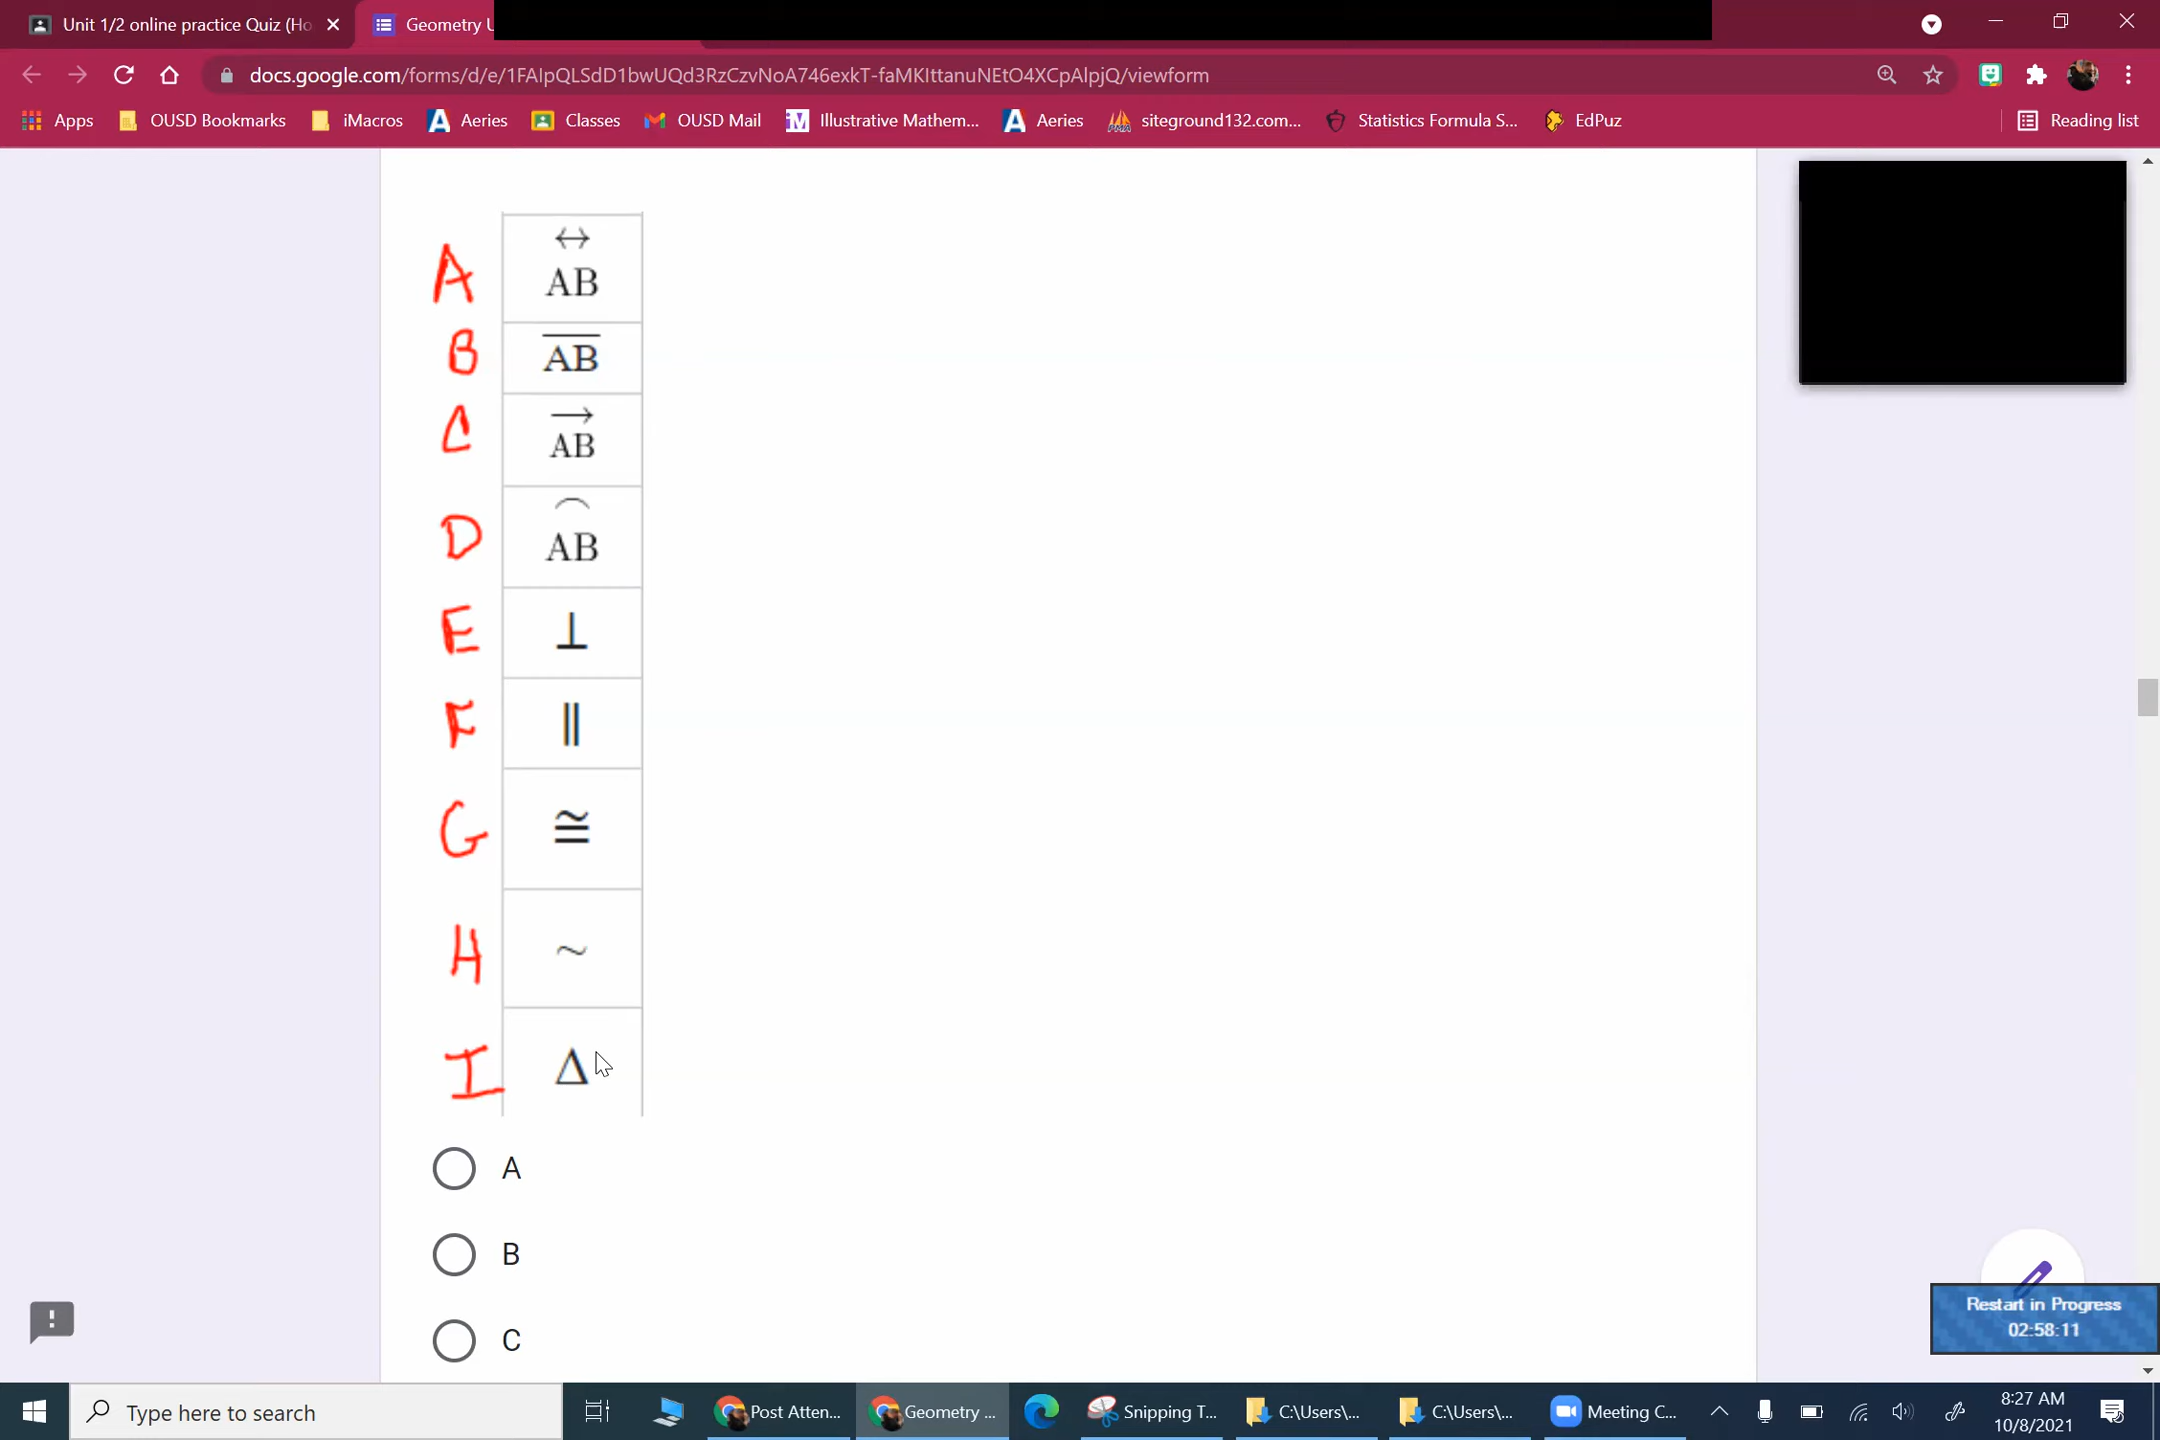 Unit 1/2 online practice Quiz (Ho
Geometry U
docs.google.com/forms/d/e/1FAIpQLSdD1bwUQd3RzCzvNoA746exkT-faMKIttanuNEtO4XCpAlpjQ/viewform
Apps OUSD Bookmarks iMacros Aeries Classes OUSD Mail Illustrative Mathem... Aeries siteground132.com... Statistics Formula S... EdPuz Reading list
A ↔AB
B A̅B̅
C →AB
D ⌒AB
E ⊥
F ∥
G ≅
H ~
I Δ
A
B
C
Restart in Progress
02:58:11
Type here to search
Post Atten...
Geometry ...
Snipping T...
C:\Users\...
C:\Users\...
Meeting C...
8:27 AM
10/8/2021